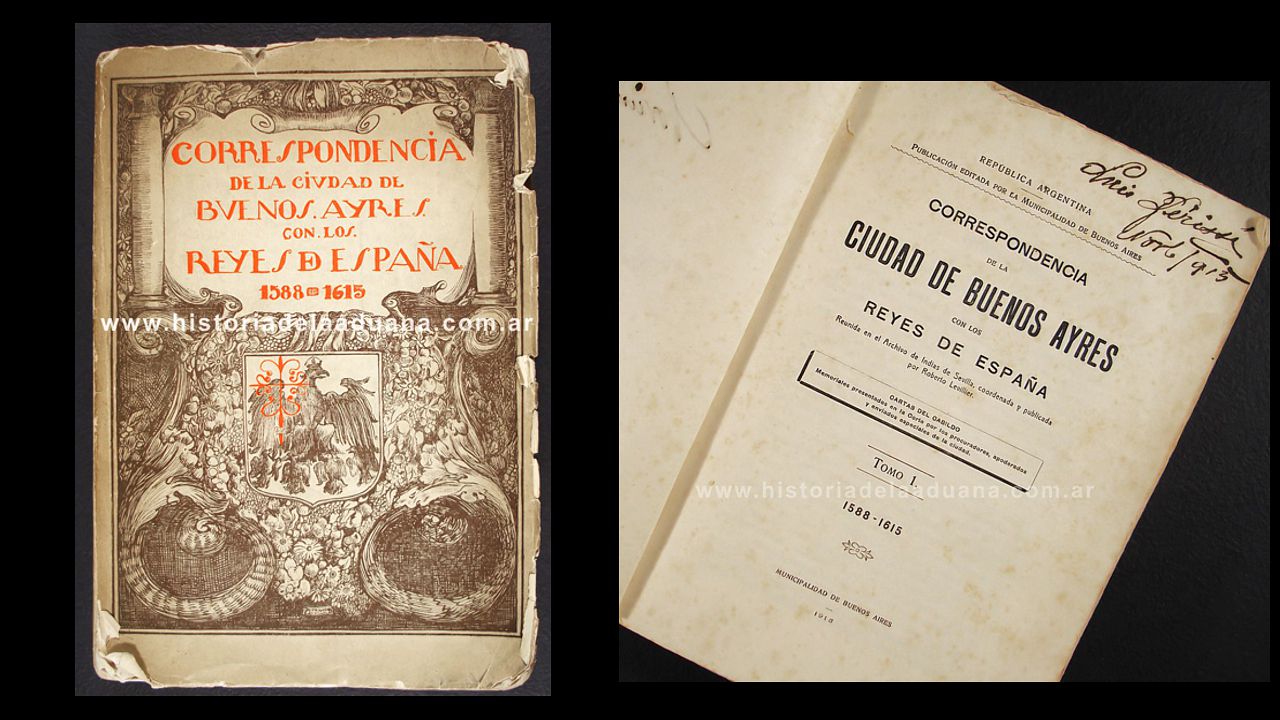 CORRESPONDENCIA
DE LA CIVDAD DE
BVENOS. AYRES.
CON. LOS.
REYES DE ESPAÑA.
1588 1615
www.historiadelaaduana.com.ar
REPÚBLICA ARGENTINA
PUBLICACIÓN EDITADA POR LA MUNICIPALIDAD DE BUENOS AIRES
Luis
1913
CORRESPONDENCIA
DE LA
CIUDAD DE BUENOS AYRES
CON LOS
REYES DE ESPAÑA
Reunida en el Archivo de Indias de Sevilla, coordenada y publicada
por Roberto Levillier.
CARTAS DEL CABILDO
Memoriales presentados en la Corte por los procuradores, apoderados
y enviados especiales de la ciudad.
TOMO I.
www.historiadelaaduana.com.ar
1588-1615
MUNICIPALIDAD DE BUENOS AIRES